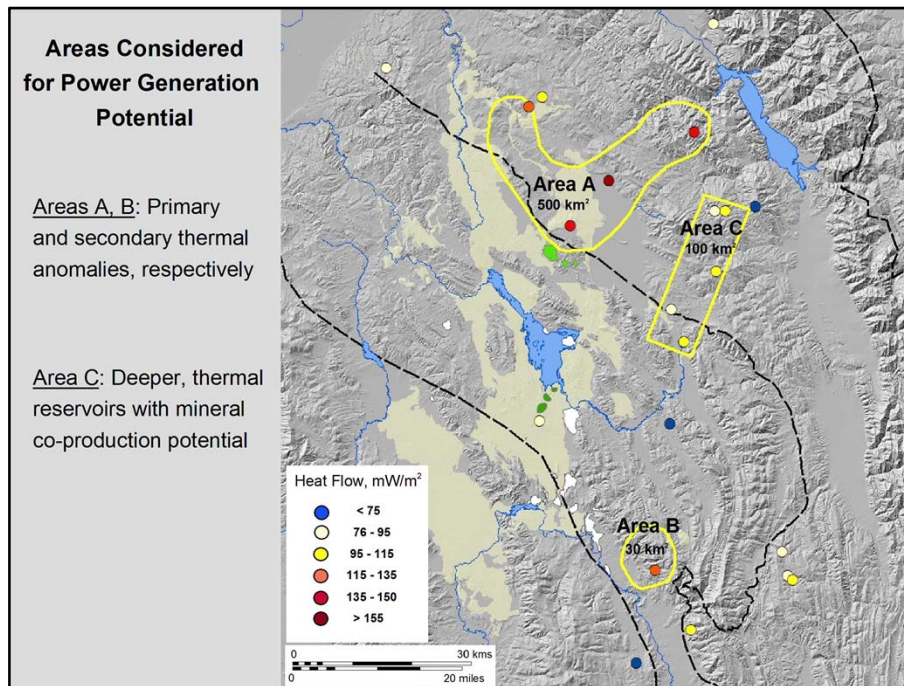 Areas Considered
for Power Generation
Potential
Areas A, B: Primary
and secondary thermal
anomalies, respectively
Area C: Deeper, thermal
reservoirs with mineral
co-production potential
Area A
500 km²
Area C
100 km²
Area B
30 km²
Heat Flow, mW/m²
< 75
76 - 95
95 - 115
115 - 135
135 - 150
> 155
0 30 kms
0 20 miles